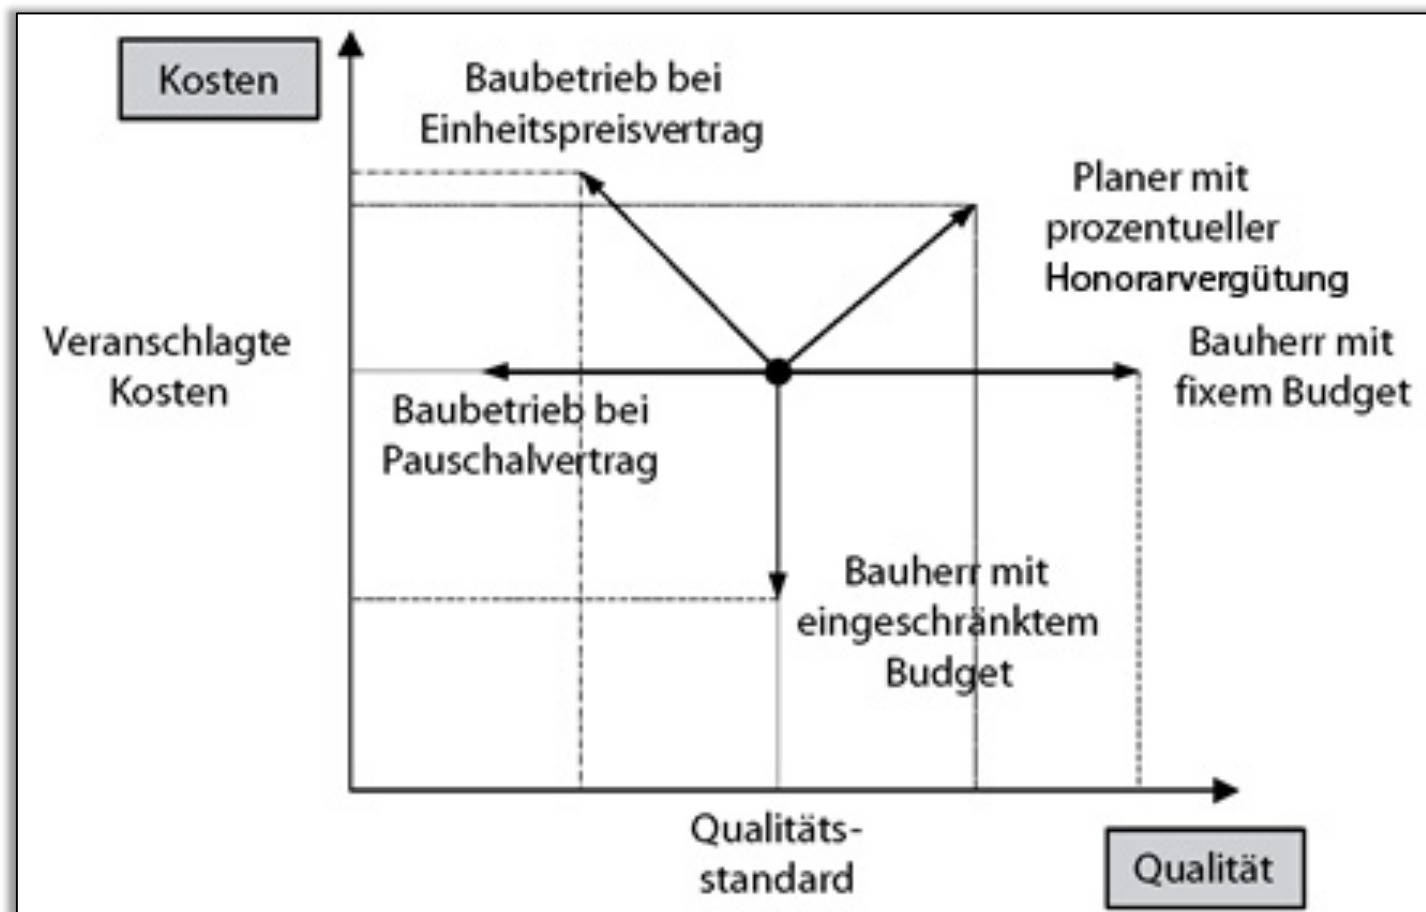 Kosten
Baubetrieb bei
Einheitspreisvertrag
Planer mit
prozentueller
Honorarvergütung
Veranschlagte
Kosten
Bauherr mit
fixem Budget
Baubetrieb bei
Pauschalvertrag
Bauherr mit
eingeschränktem
Budget
Qualitäts-
standard
Qualität